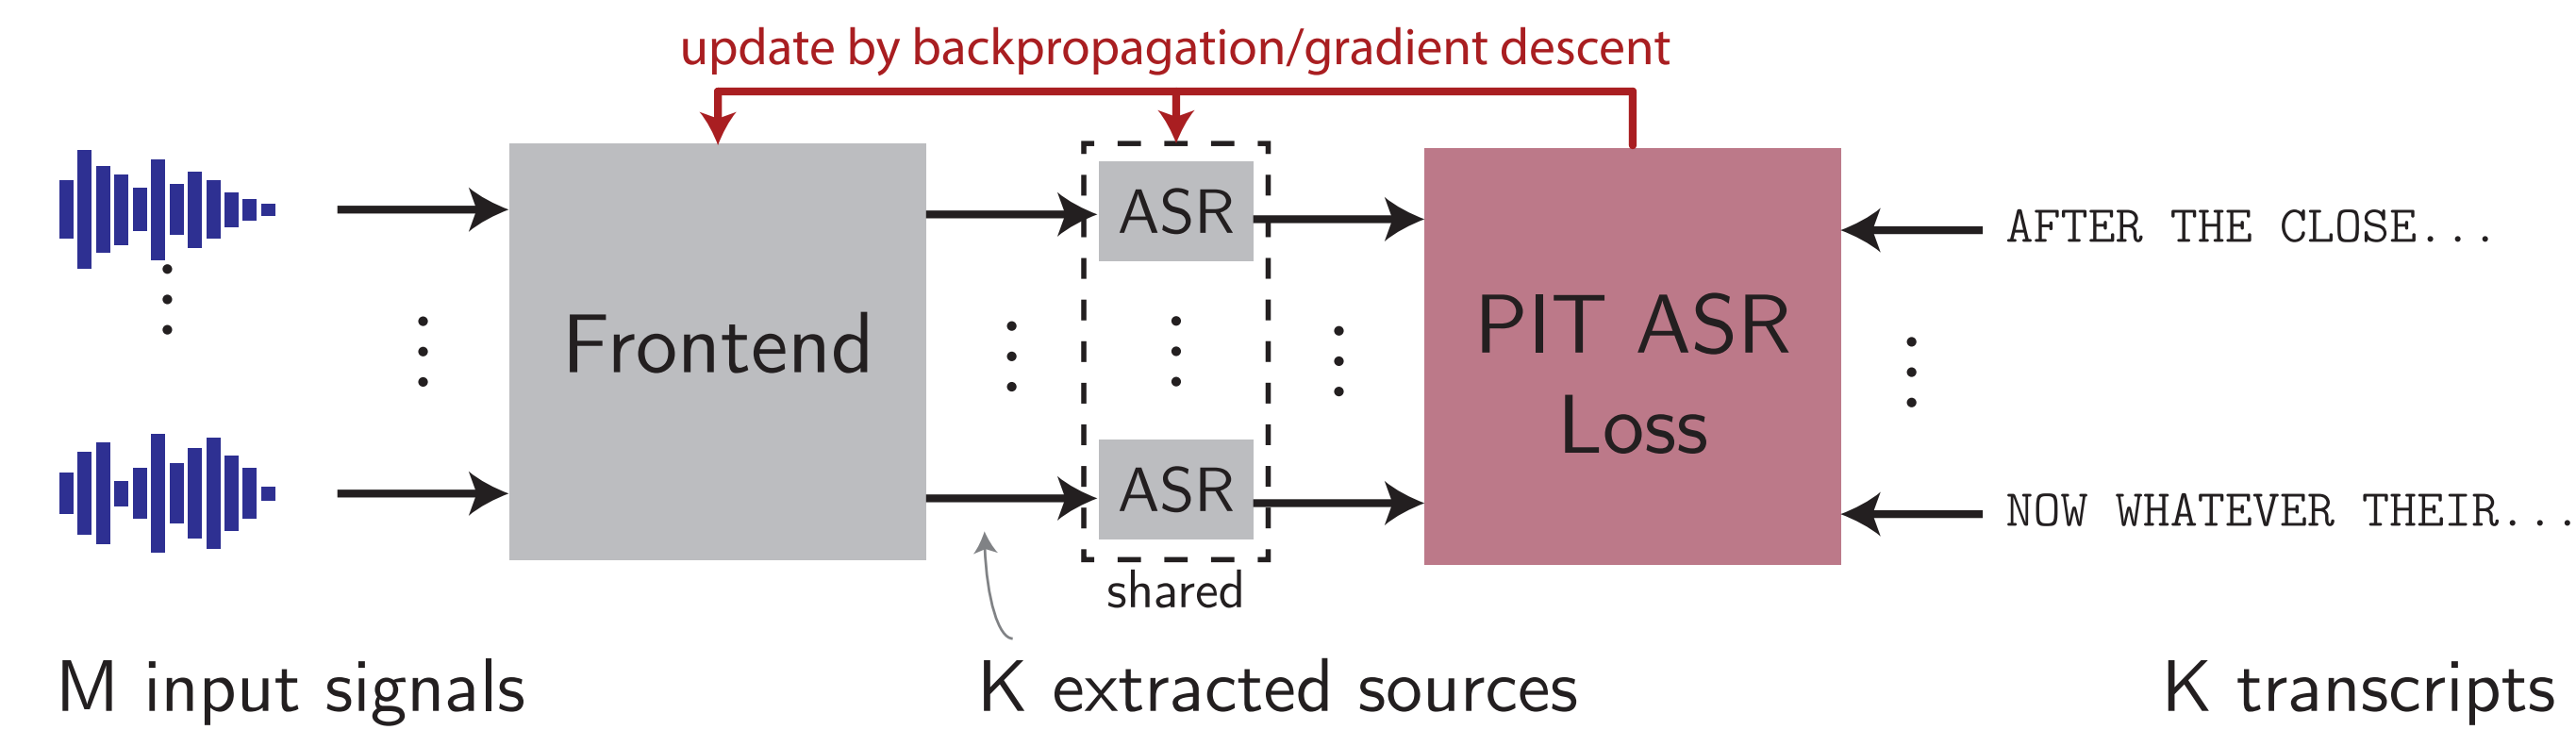 update by backpropagation/gradient descent
Frontend
ASR
ASR
shared
PIT ASR
Loss
AFTER THE CLOSE...
NOW WHATEVER THEIR...
M input signals
K extracted sources
K transcripts